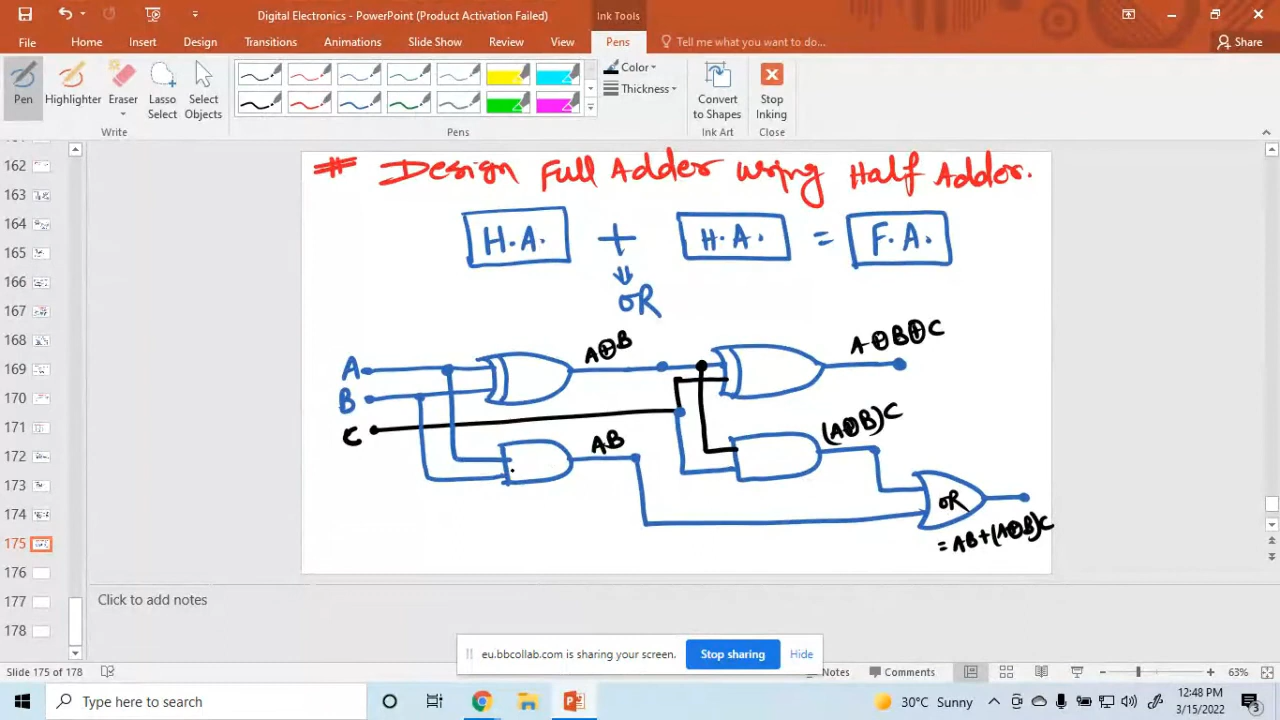 Digital Electronics - PowerPoint (Product Activation Failed)
Ink Tools
File Home Insert Design Transitions Animations Slide Show Review View Pens Tell me what you want to do... Share
Pen Highlighter Eraser Lasso Select Select Objects
Color Thickness
Convert to Shapes Stop Inking
Write Pens Ink Art Close
# Design Full Adder using Half Adder.
H.A. + H.A. = F.A.
OR
A
B
C
A⊕B
A⊕B⊕C
AB
(A⊕B)C
OR
= AB+(A⊕B)C
162
163
164
165
166
167
168
169
170
171
172
173
174
175
176
177
178
Click to add notes
eu.bbcollab.com is sharing your screen. Stop sharing Hide
Slide 175 of 178 Notes Comments 63%
Type here to search
30°C Sunny
12:48 PM
3/15/2022
3